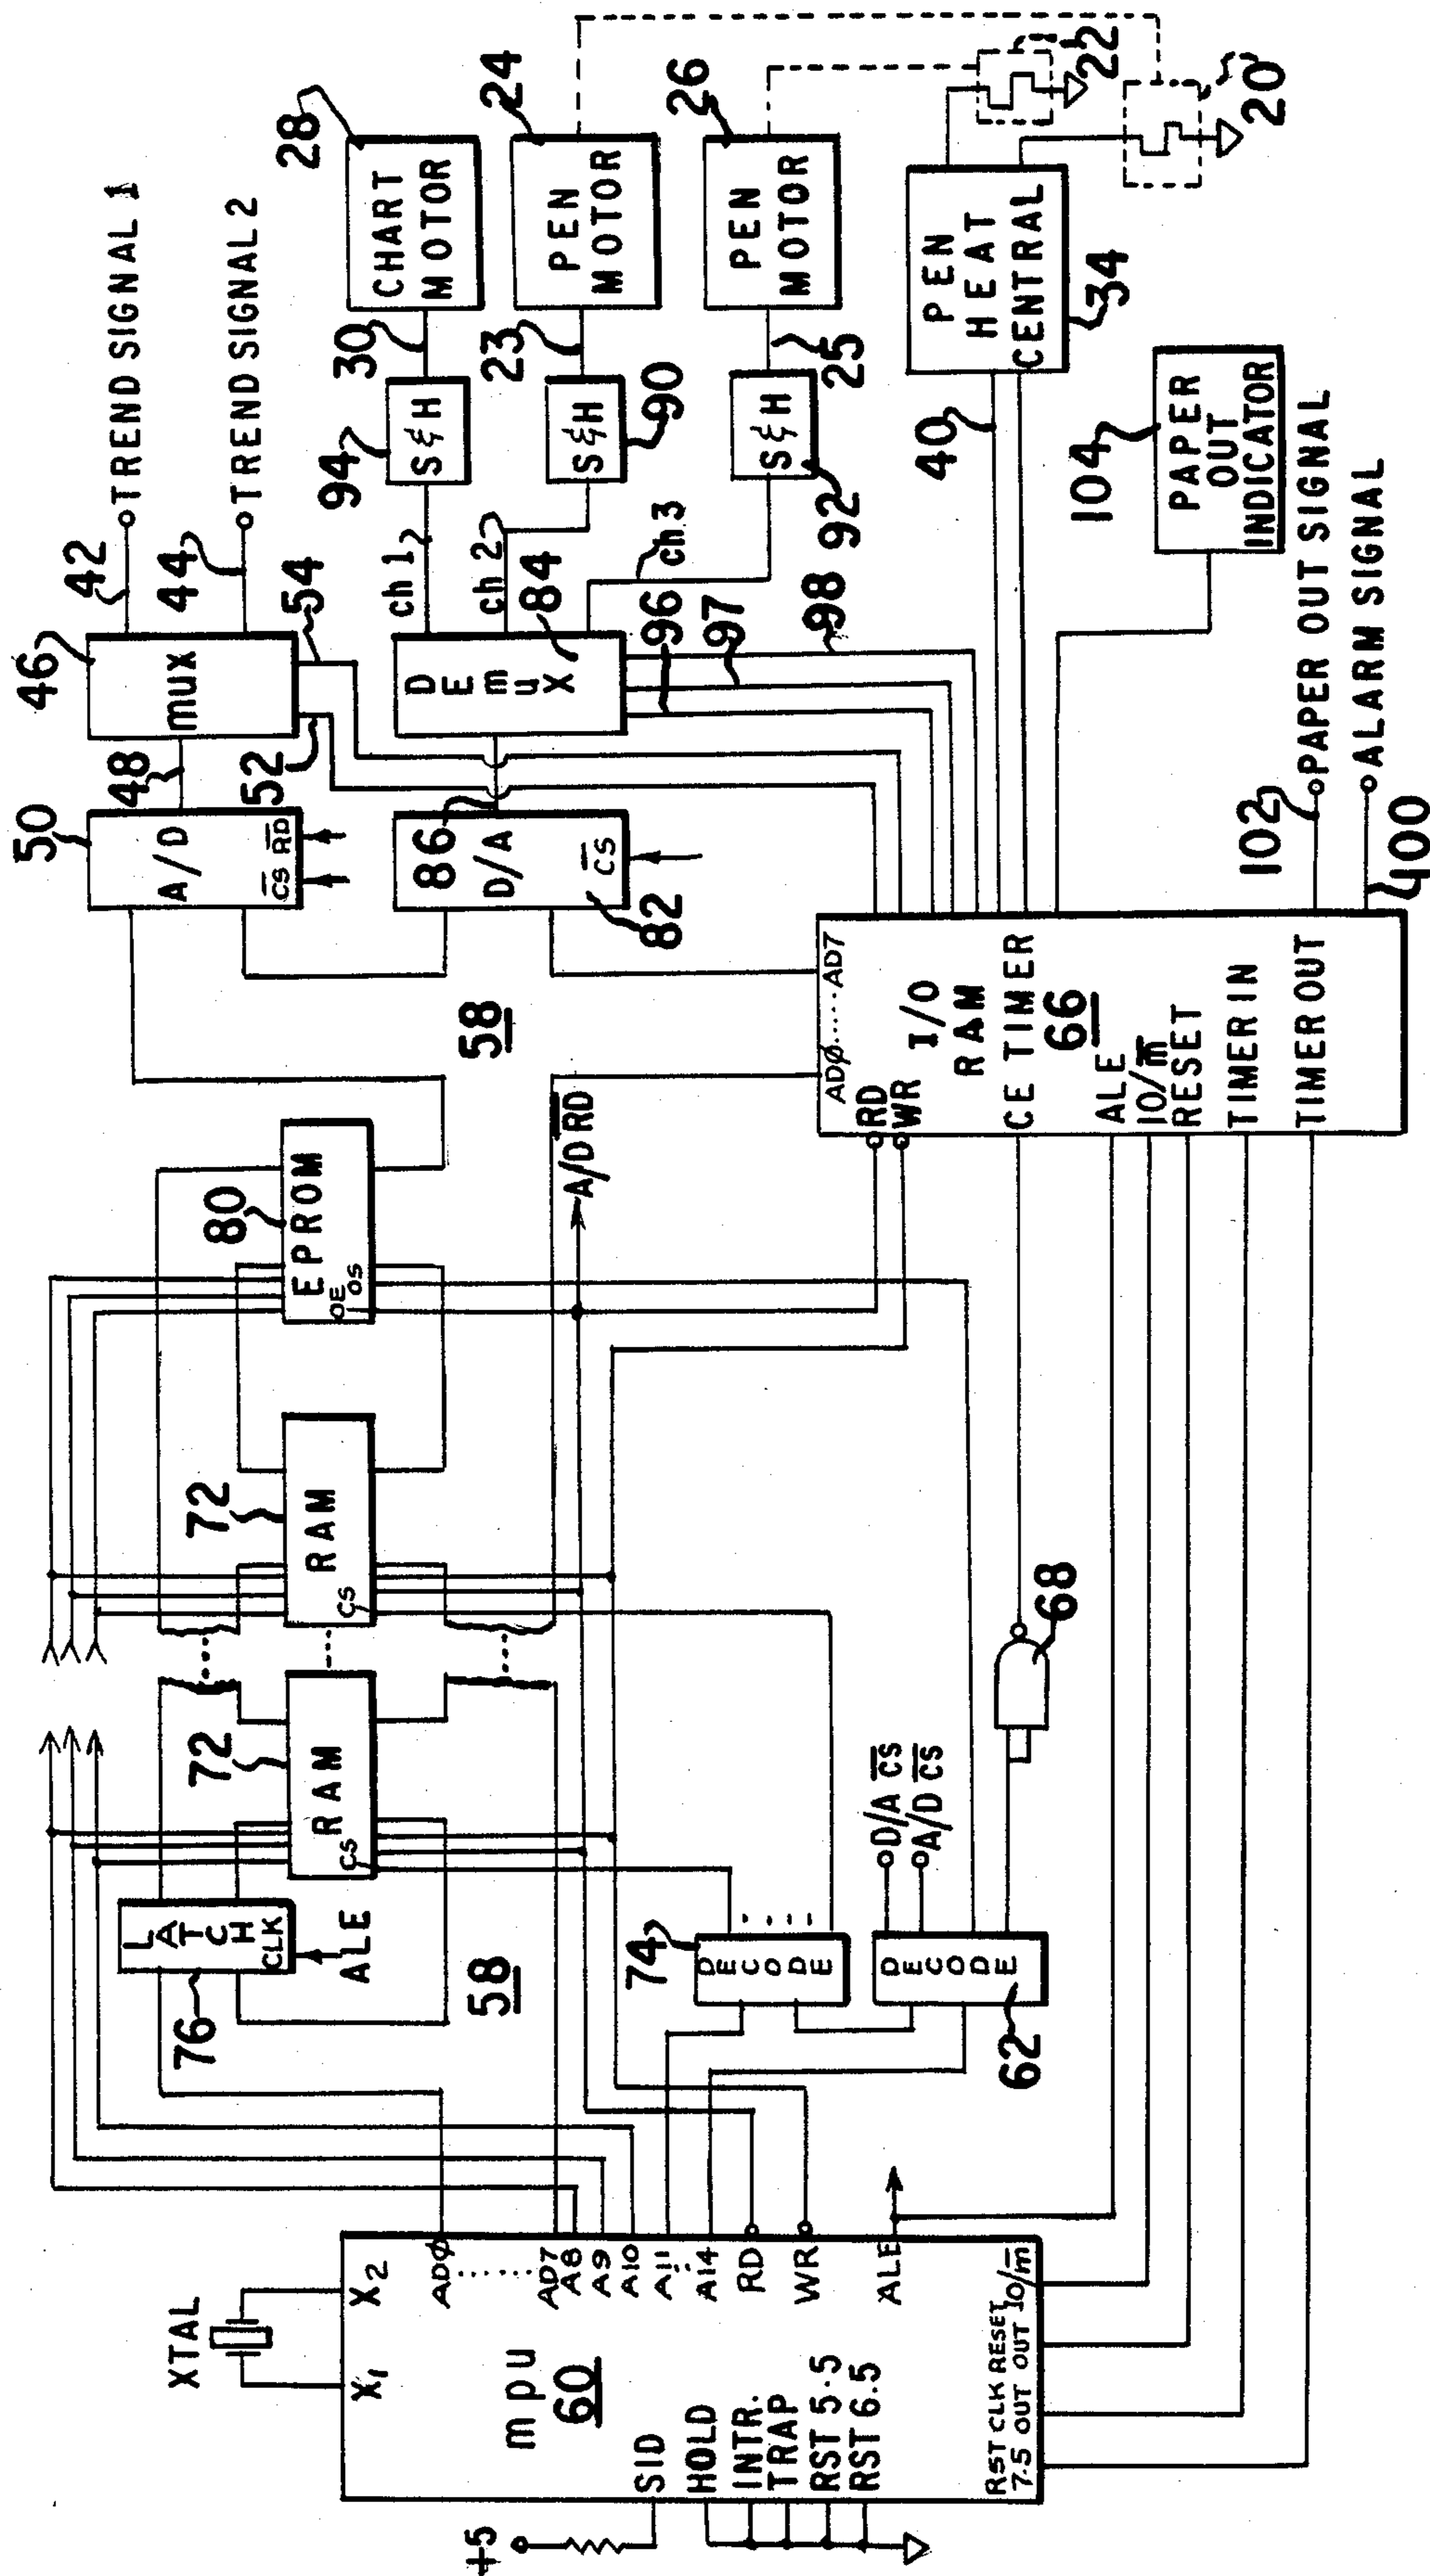 TREND SIGNAL 1
TREND SIGNAL 2
42
44
46
mux
54
52
48
50
A/D
CS RD
28
CHART MOTOR
30
S&H
94
ch 1
24
PEN MOTOR
23
S&H
90
ch 2
26
PEN MOTOR
25
S&H
92
ch 3
DEMUX
84
96
97
98
86
D/A
CS
82
PEN HEAT CENTRAL
34
40
22
20
PAPER OUT INDICATOR
104
102
PAPER OUT SIGNAL
ALARM SIGNAL
400
58
ADØ.....AD7
RD
WR
I/O
RAM
CE TIMER
66
ALE
IO/m
RESET
TIMER IN
TIMER OUT
80
EPROM
OE OS
A/D RD
72
RAM
CS
72
RAM
CS
LATCH
CLK
76
ALE
58
74
DECODE
DECODE
62
D/A CS
A/D CS
68
XTAL
X1
X2
mpu
60
+5
SID
HOLD
INTR.
TRAP
RST 5.5
RST 6.5
ADØ
AD7
A8
A9
A10
A11
A14
RD
WR
ALE
RST 7.5
CLK OUT
RESET OUT
IO/m